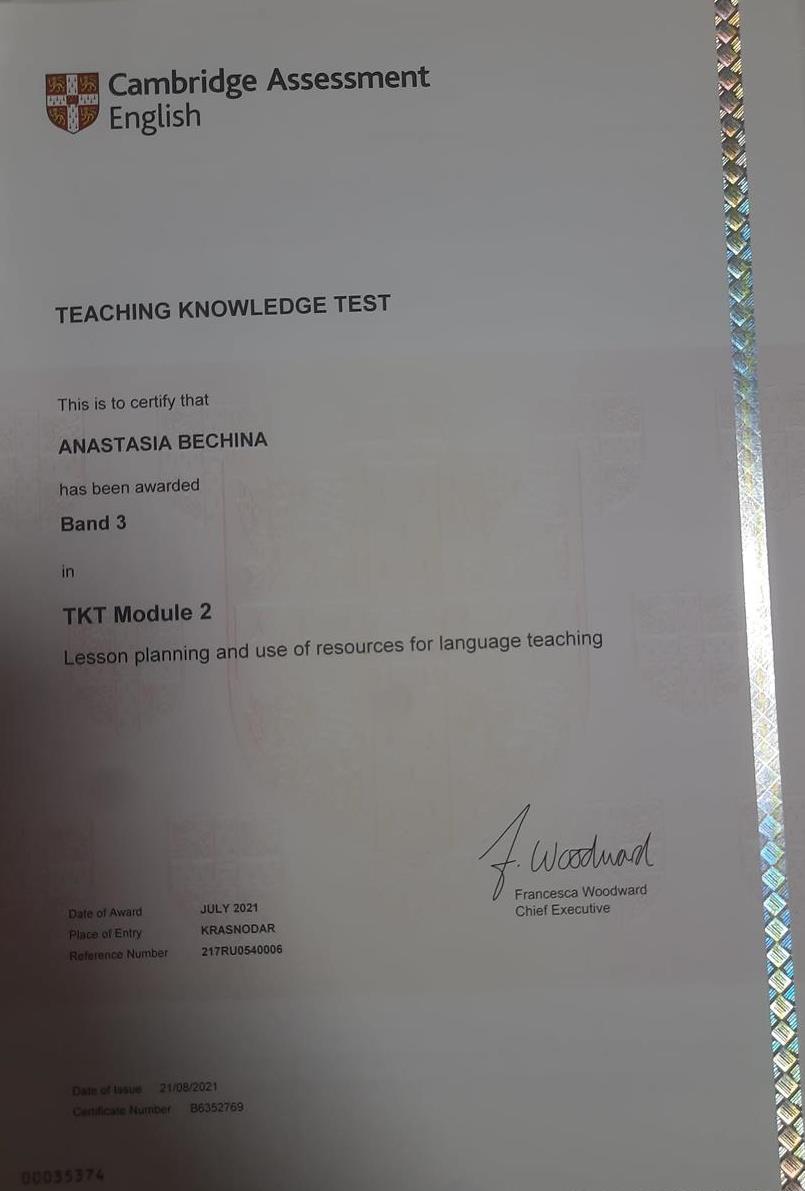 Cambridge Assessment
English
TEACHING KNOWLEDGE TEST
This is to certify that
ANASTASIA BECHINA
has been awarded
Band 3
in
TKT Module 2
Lesson planning and use of resources for language teaching
F. Woodward
Francesca Woodward
Chief Executive
Date of Award JULY 2021
Place of Entry KRASNODAR
Reference Number 217RU0540006
Date of Issue 21/08/2021
Certificate Number B6352769
00035374